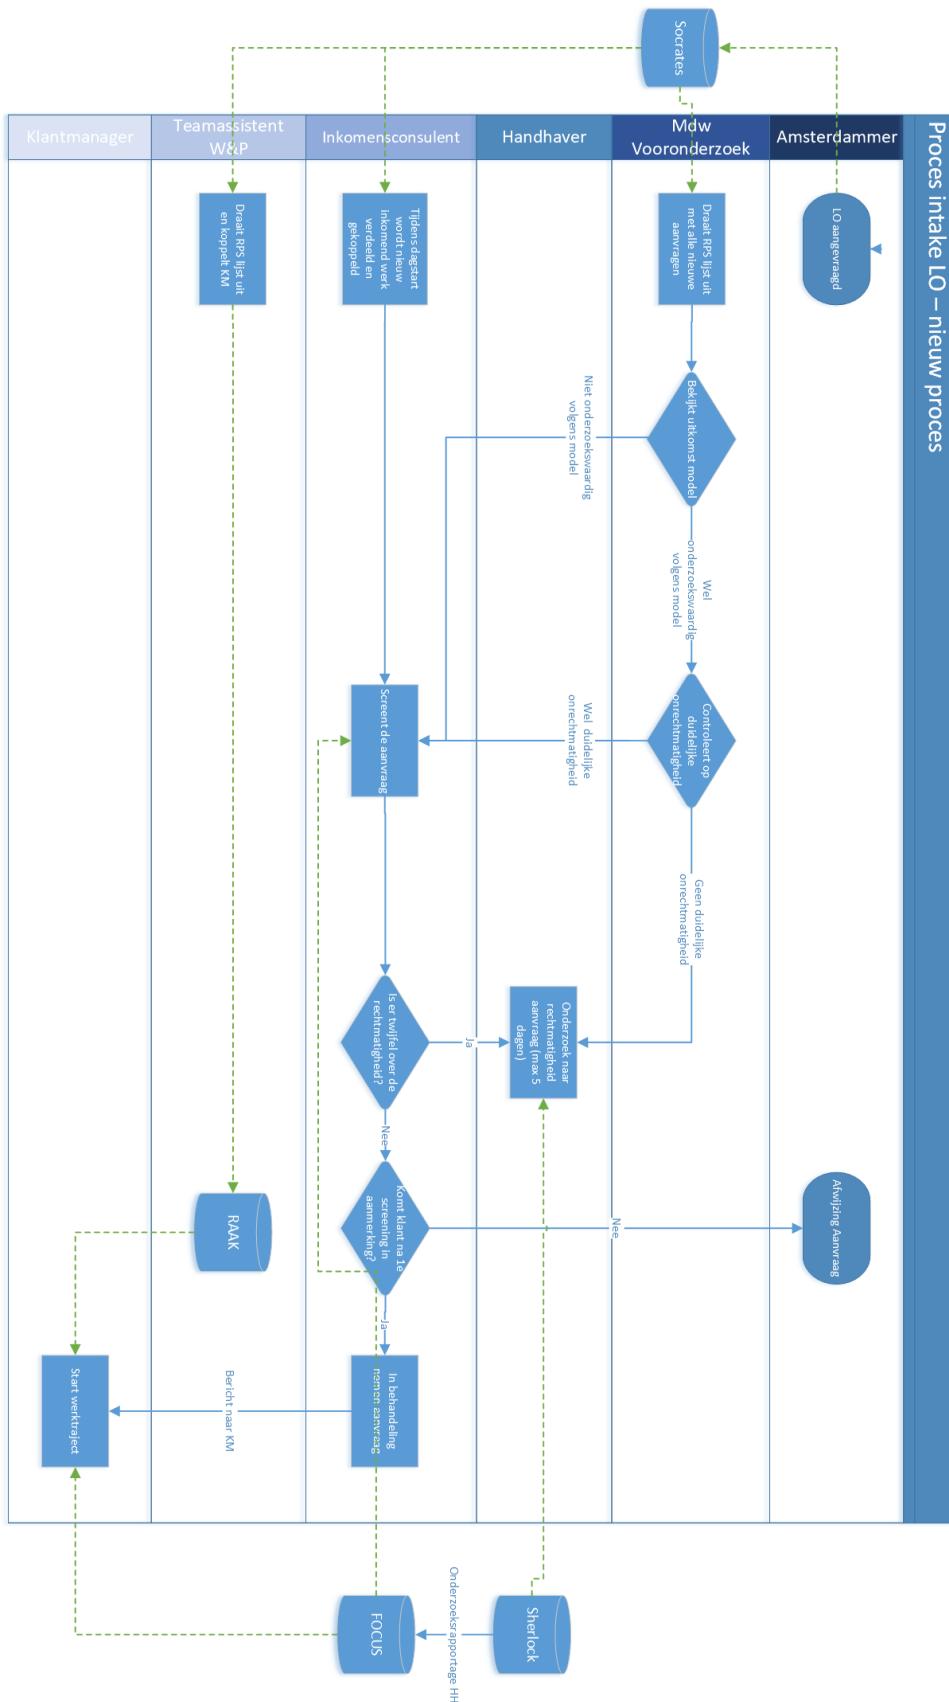 Proces intake LO – nieuw proces
Socrates
Amsterdammer
Mdw
Vooronderzoek
Handhaver
Inkomensconsulent
Teamassistent
W&P
Klantmanager
LO aangevraagd
Afwijzing Aanvraag
Draait RPS lijst uit
met alle nieuwe
aanvragen
Bekijkt uitkomst model
Wel
onderzoekswaardig
volgens model
Controleert op
duidelijke
onrechtmatigheid
Geen duidelijke
onrechtmatigheid
Niet onderzoekswaardig
volgens model
Wel duidelijke
onrechtmatigheid
Onderzoek naar
rechtmatigheid
aanvraag (max 5
dagen)
Nee
Ja
Tijdens dagstart
wordt nieuw
inkomend werk
verdeeld en
gekoppeld
Screent de aanvraag
Is er twijfel over de
rechtmatigheid?
Nee
Komt klant na 1e
screening in
aanmerking?
Ja
In behandeling
nemen aanvraag
Draait RPS lijst uit
en koppelt KM
RAAK
Bericht naar KM
Start werktraject
Sherlock
Onderzoeksrapportage HH
FOCUS